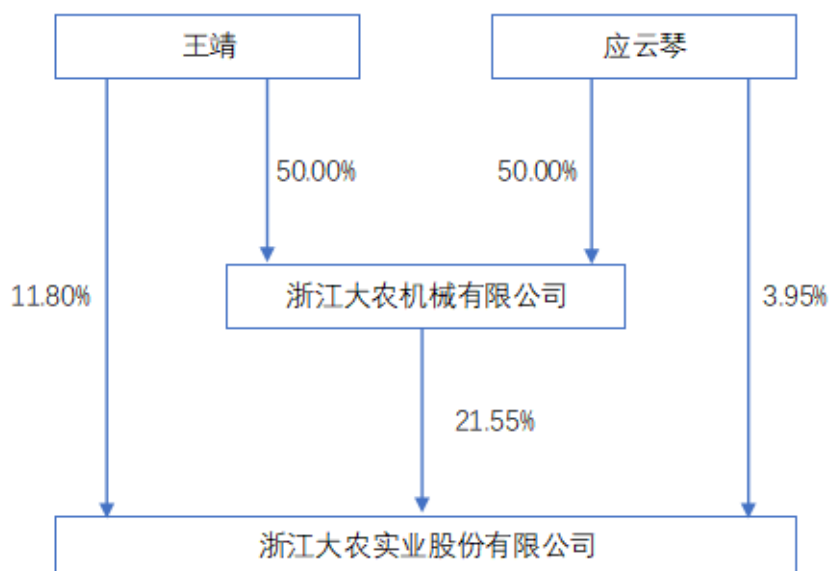 王靖
应云琴
50.00%
50.00%
11.80%
浙江大农机械有限公司
3.95%
21.55%
浙江大农实业股份有限公司